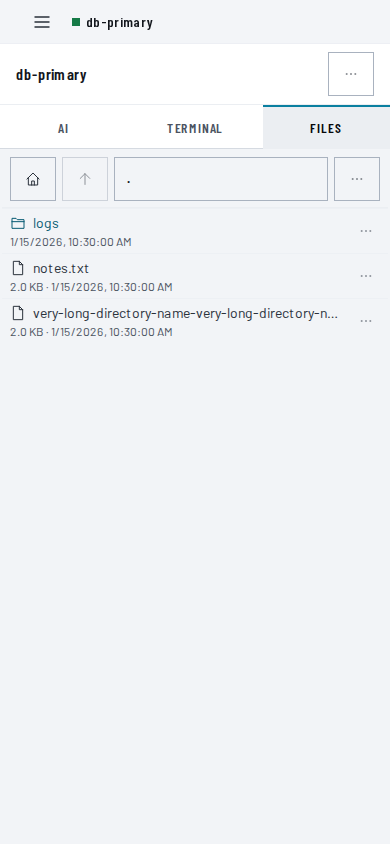 db-primary
db-primary
...
AI
TERMINAL
FILES
.
...
logs
1/15/2026, 10:30:00 AM
...
notes.txt
2.0 KB · 1/15/2026, 10:30:00 AM
...
very-long-directory-name-very-long-directory-n...
2.0 KB · 1/15/2026, 10:30:00 AM
...